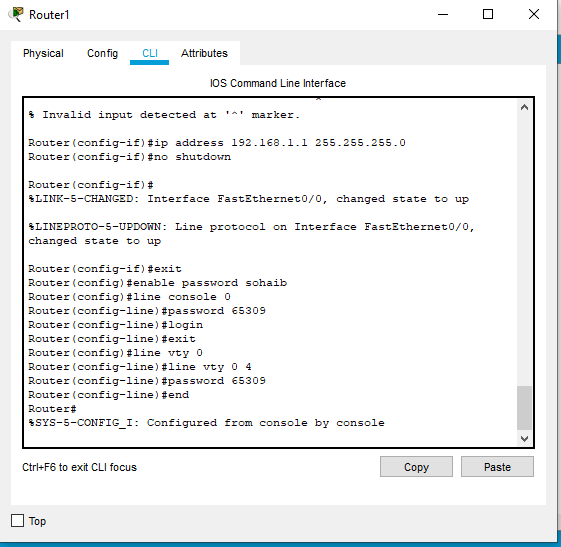 Router1
Physical Config CLI Attributes
IOS Command Line Interface
^
% Invalid input detected at '^' marker.
Router(config-if)#ip address 192.168.1.1 255.255.255.0
Router(config-if)#no shutdown
Router(config-if)#
%LINK-5-CHANGED: Interface FastEthernet0/0, changed state to up
%LINEPROTO-5-UPDOWN: Line protocol on Interface FastEthernet0/0,
changed state to up
Router(config-if)#exit
Router(config)#enable password sohaib
Router(config)#line console 0
Router(config-line)#password 65309
Router(config-line)#login
Router(config-line)#exit
Router(config)#line vty 0
Router(config-line)#line vty 0 4
Router(config-line)#password 65309
Router(config-line)#end
Router#
%SYS-5-CONFIG_I: Configured from console by console
Ctrl+F6 to exit CLI focus
Copy Paste
Top